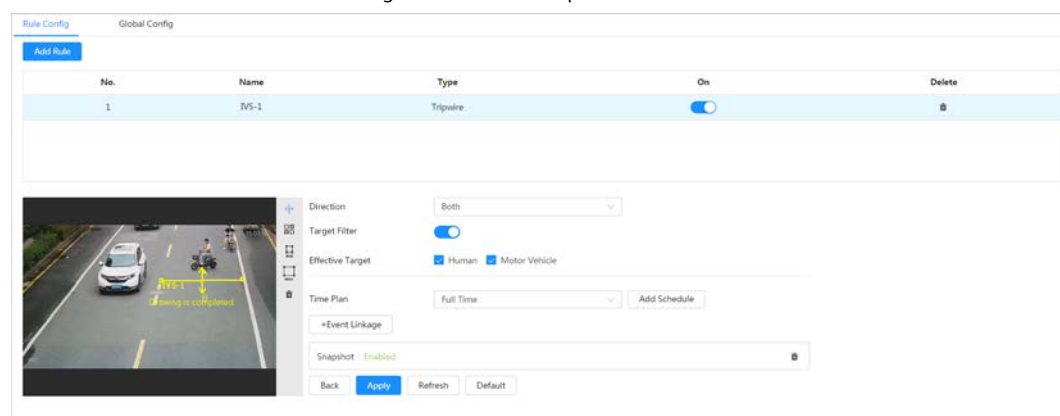 Rule Config Global Config
Add Rule
No. Name Type On Delete
1 IVS-1 Tripwire
Direction Both
Target Filter
Effective Target Human Motor Vehicle
IVS-1
Drawing is completed.
Time Plan Full Time Add Schedule
+Event Linkage
Snapshot Enabled
Back Apply Refresh Default